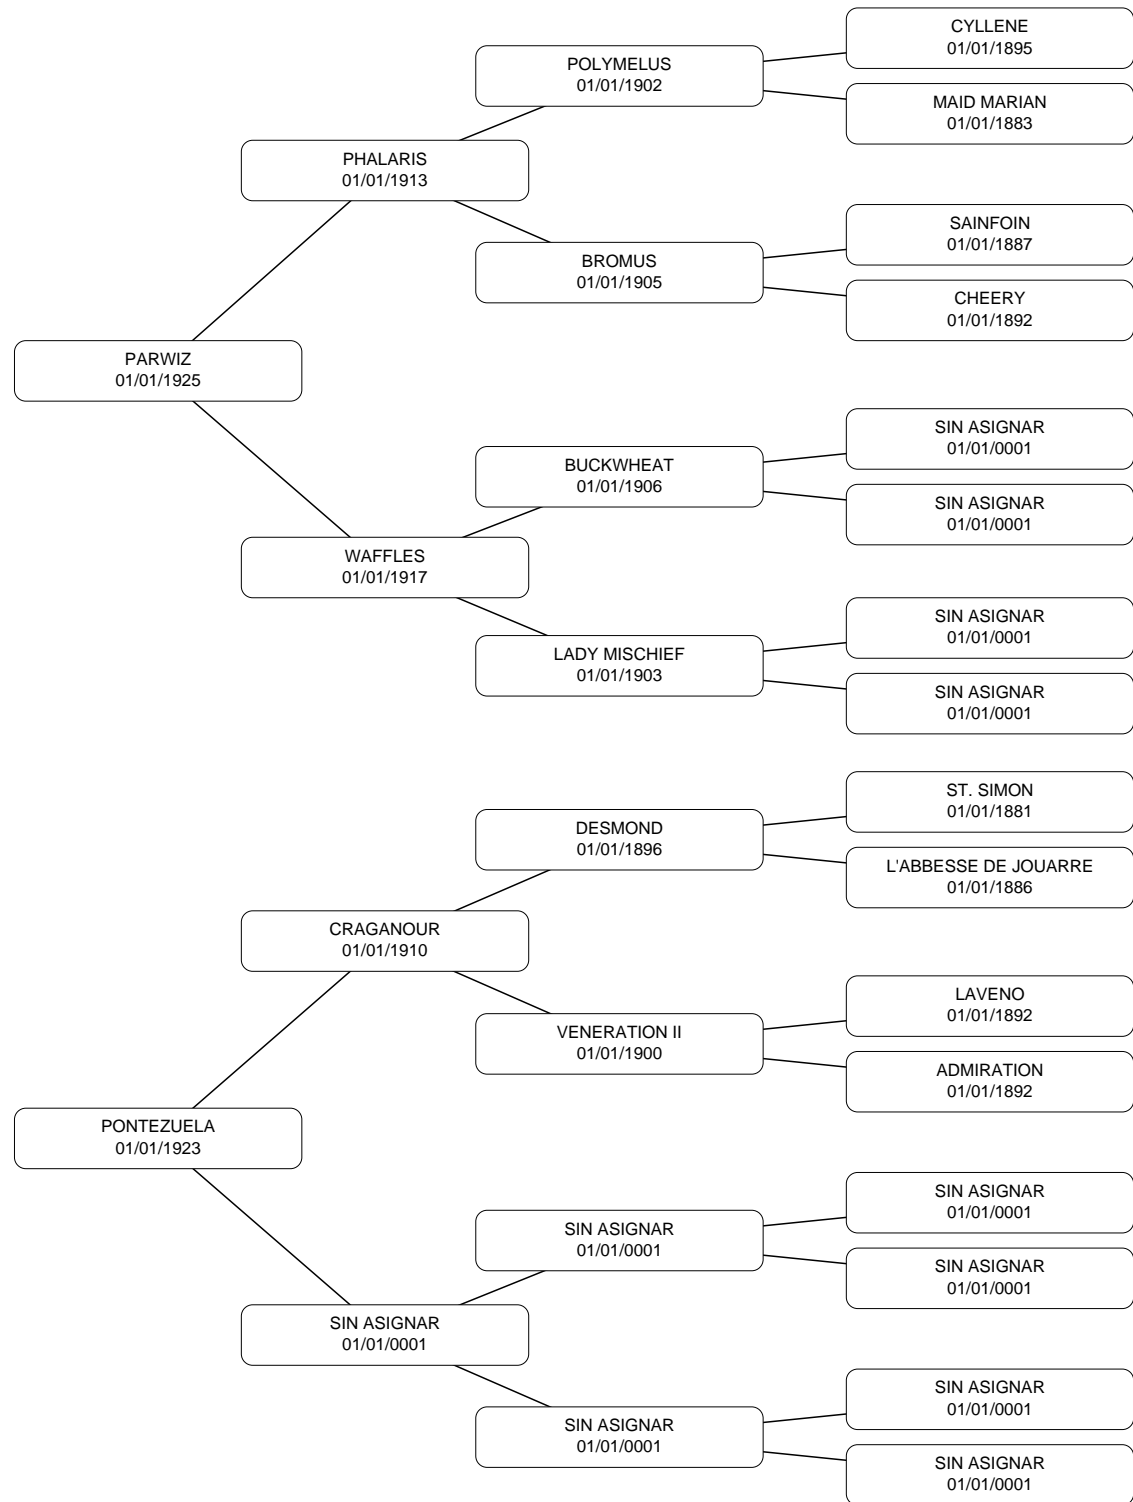 CYLLENE
01/01/1895
POLYMELUS
01/01/1902
MAID MARIAN
01/01/1883
PHALARIS
01/01/1913
SAINFOIN
01/01/1887
BROMUS
01/01/1905
CHEERY
01/01/1892
PARWIZ
01/01/1925
SIN ASIGNAR
01/01/0001
BUCKWHEAT
01/01/1906
SIN ASIGNAR
01/01/0001
WAFFLES
01/01/1917
SIN ASIGNAR
01/01/0001
LADY MISCHIEF
01/01/1903
SIN ASIGNAR
01/01/0001
ST. SIMON
01/01/1881
DESMOND
01/01/1896
L'ABBESSE DE JOUARRE
01/01/1886
CRAGANOUR
01/01/1910
LAVENO
01/01/1892
VENERATION II
01/01/1900
ADMIRATION
01/01/1892
PONTEZUELA
01/01/1923
SIN ASIGNAR
01/01/0001
SIN ASIGNAR
01/01/0001
SIN ASIGNAR
01/01/0001
SIN ASIGNAR
01/01/0001
SIN ASIGNAR
01/01/0001
SIN ASIGNAR
01/01/0001
SIN ASIGNAR
01/01/0001